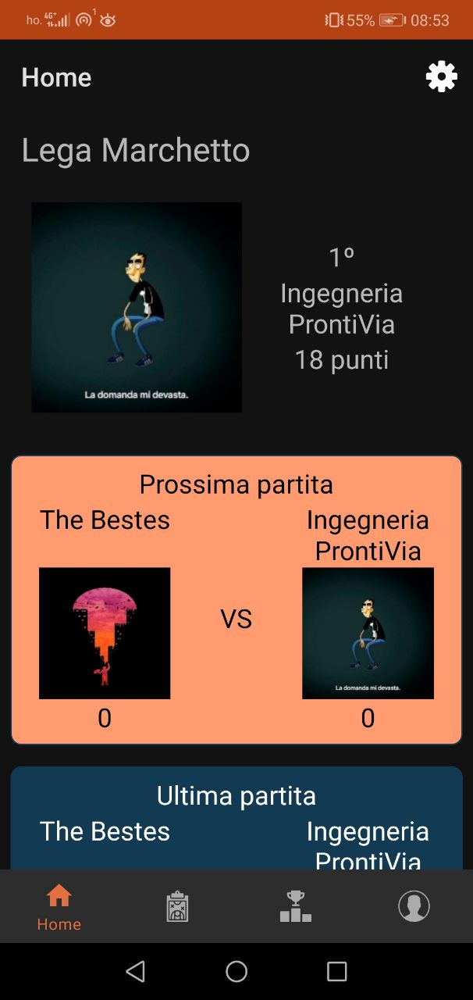 ho. 4G+ 1 55% 08:53
Home
Lega Marchetto
1º
Ingegneria
ProntiVia
18 punti
La domanda mi devasta.
Prossima partita
The Bestes Ingegneria
ProntiVia
VS
La domanda mi devasta.
0 0
Ultima partita
The Bestes Ingegneria
ProntiVia
Home